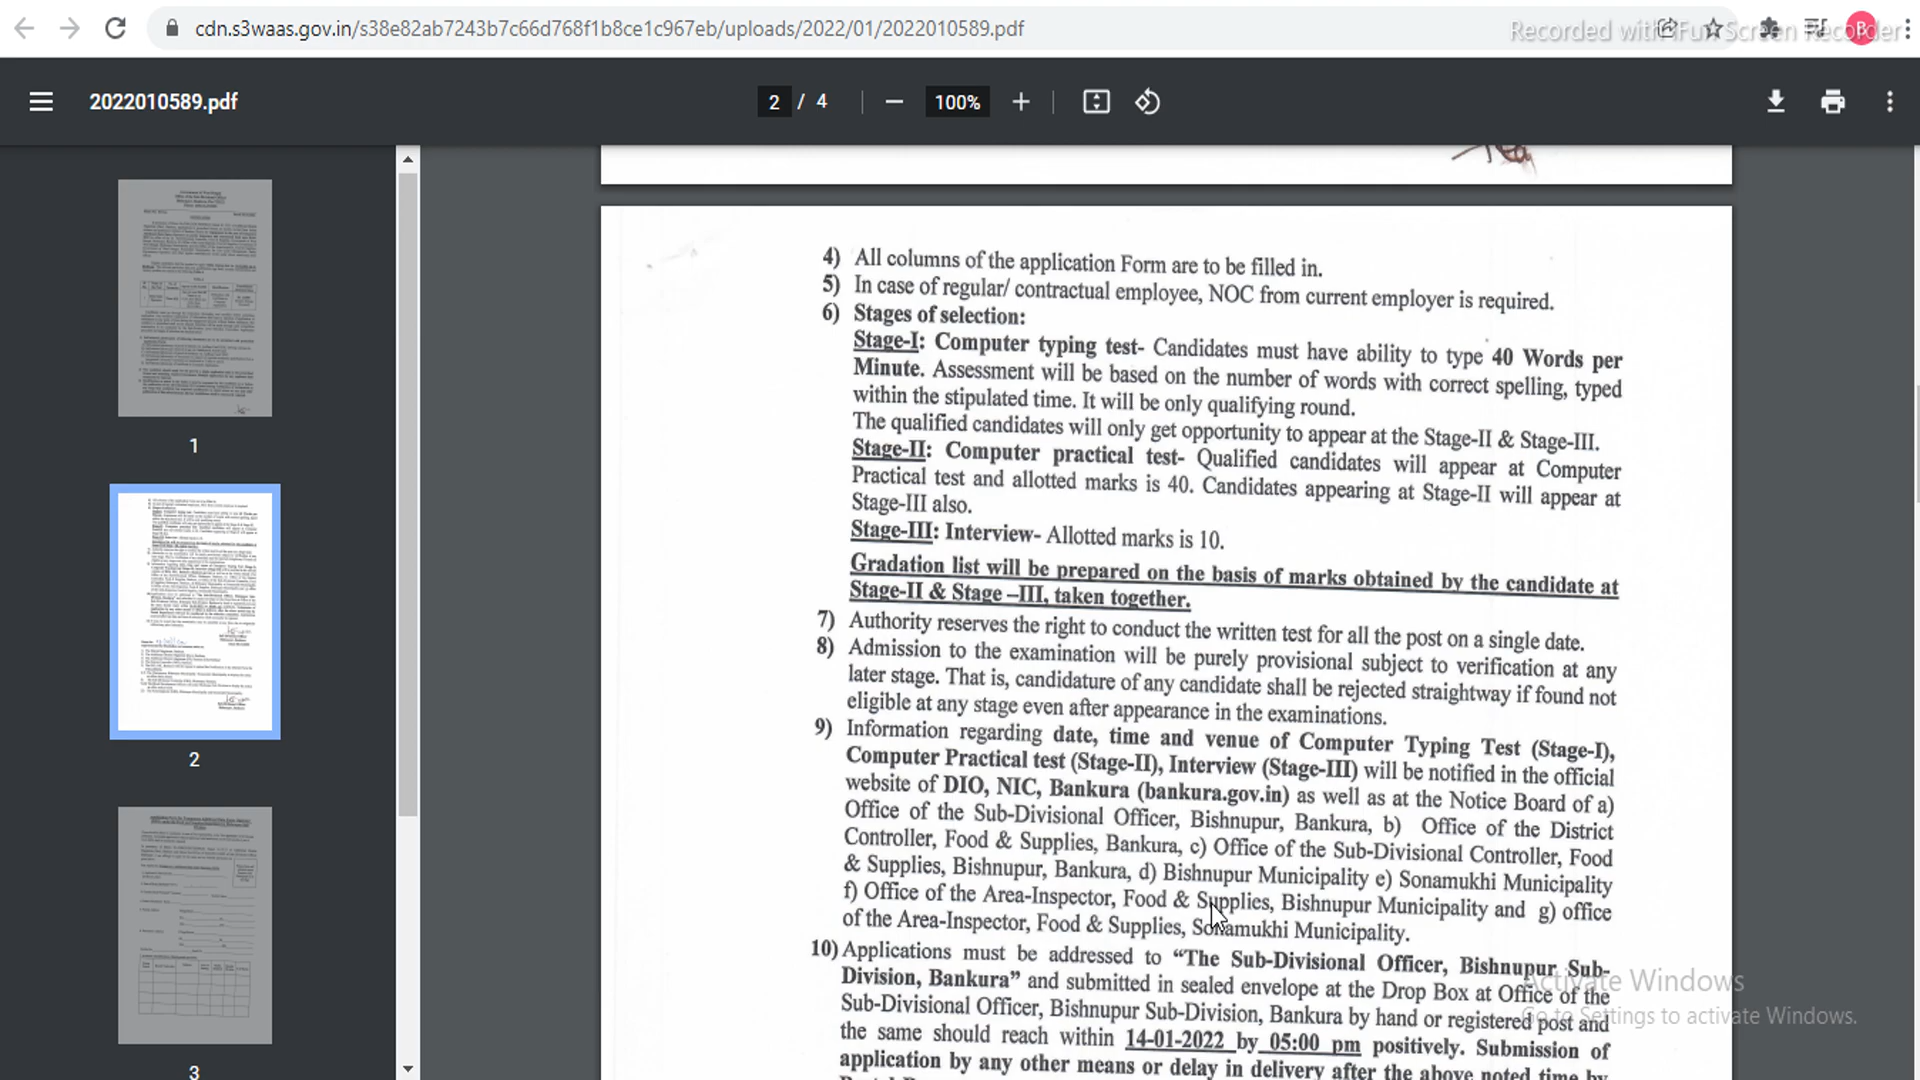 cdn.s3waas.gov.in/s38e82ab7243b7c66d768f1b8ce1c967eb/uploads/2022/01/2022010589.pdf
Recorded with iFun Screen Recorder
B
2022010589.pdf
2 / 4
100%
4) All columns of the application Form are to be filled in.
5) In case of regular/ contractual employee, NOC from current employer is required.
6) Stages of selection:
Stage-I: Computer typing test- Candidates must have ability to type 40 Words per
Minute. Assessment will be based on the number of words with correct spelling, typed
within the stipulated time. It will be only qualifying round.
The qualified candidates will only get opportunity to appear at the Stage-II & Stage-III.
Stage-II: Computer practical test- Qualified candidates will appear at Computer
Practical test and allotted marks is 40. Candidates appearing at Stage-II will appear at
Stage-III also.
Stage-III: Interview- Allotted marks is 10.
Gradation list will be prepared on the basis of marks obtained by the candidate at
Stage-II & Stage –III, taken together.
7) Authority reserves the right to conduct the written test for all the post on a single date.
8) Admission to the examination will be purely provisional subject to verification at any
later stage. That is, candidature of any candidate shall be rejected straightway if found not
eligible at any stage even after appearance in the examinations.
9) Information regarding date, time and venue of Computer Typing Test (Stage-I),
Computer Practical test (Stage-II), Interview (Stage-III) will be notified in the official
website of DIO, NIC, Bankura (bankura.gov.in) as well as at the Notice Board of a)
Office of the Sub-Divisional Officer, Bishnupur, Bankura, b) Office of the District
Controller, Food & Supplies, Bankura, c) Office of the Sub-Divisional Controller, Food
& Supplies, Bishnupur, Bankura, d) Bishnupur Municipality e) Sonamukhi Municipality
f) Office of the Area-Inspector, Food & Supplies, Bishnupur Municipality and g) office
of the Area-Inspector, Food & Supplies, Sonamukhi Municipality.
10) Applications must be addressed to “The Sub-Divisional Officer, Bishnupur Sub-
Division, Bankura” and submitted in sealed envelope at the Drop Box at Office of the
Sub-Divisional Officer, Bishnupur Sub-Division, Bankura by hand or registered post and
the same should reach within 14-01-2022 by 05:00 pm positively. Submission of
application by any other means or delay in delivery after the above noted time by
1
2
3
Activate Windows
Go to Settings to activate Windows.